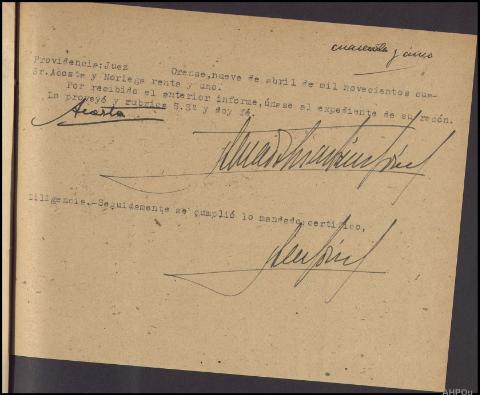 cuarenta y cinco
Providencia: Juez Orense, nueve de abril de mil novecientos cua-
Sr. Acosta y Noriega renta y uno.
Por recibido el anterior informe, únase al expediente de su razón.
Lo proveyó y rubrica S.Sª y doy fé.
Acosta
Diligencia.-Seguidamente se cumplió lo mandado, certifico,
AHPOu